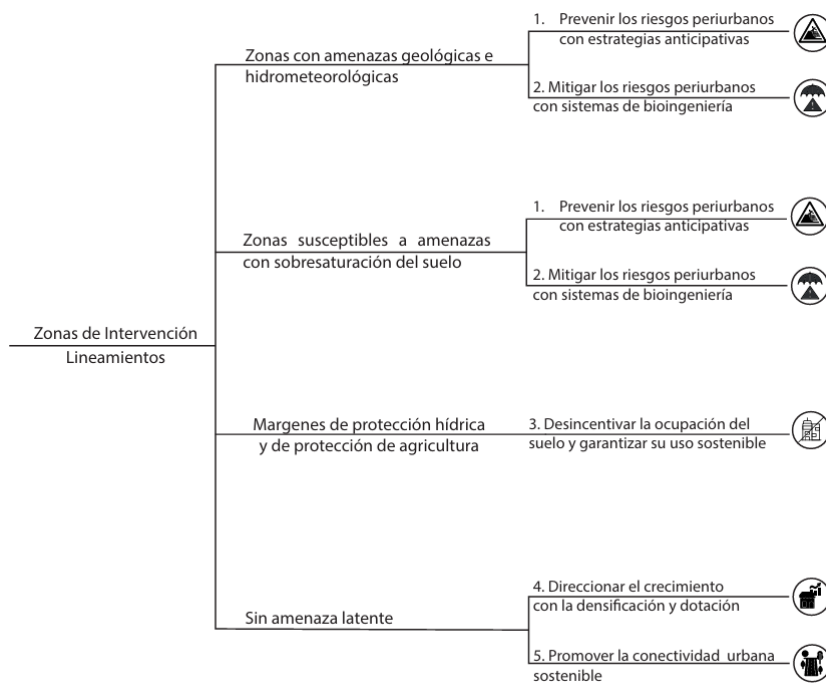 Zonas de Intervención
Lineamientos
Zonas con amenazas geológicas e
hidrometeorológicas
1. Prevenir los riesgos periurbanos
con estrategias anticipativas
2. Mitigar los riesgos periurbanos
con sistemas de bioingeniería
Zonas susceptibles a amenazas
con sobresaturación del suelo
1. Prevenir los riesgos periurbanos
con estrategias anticipativas
2. Mitigar los riesgos periurbanos
con sistemas de bioingeniería
Margenes de protección hídrica
y de protección de agricultura
3. Desincentivar la ocupación del
suelo y garantizar su uso sostenible
Sin amenaza latente
4. Direccionar el crecimiento
con la densificación y dotación
5. Promover la conectividad urbana
sostenible